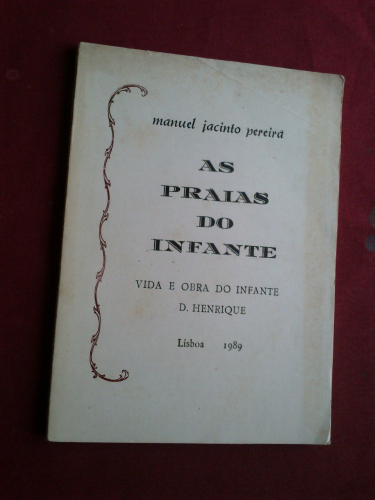 manuel jacinto pereira
AS
PRAIAS
DO
INFANTE
VIDA E OBRA DO INFANTE
D. HENRIQUE
Lisboa 1989